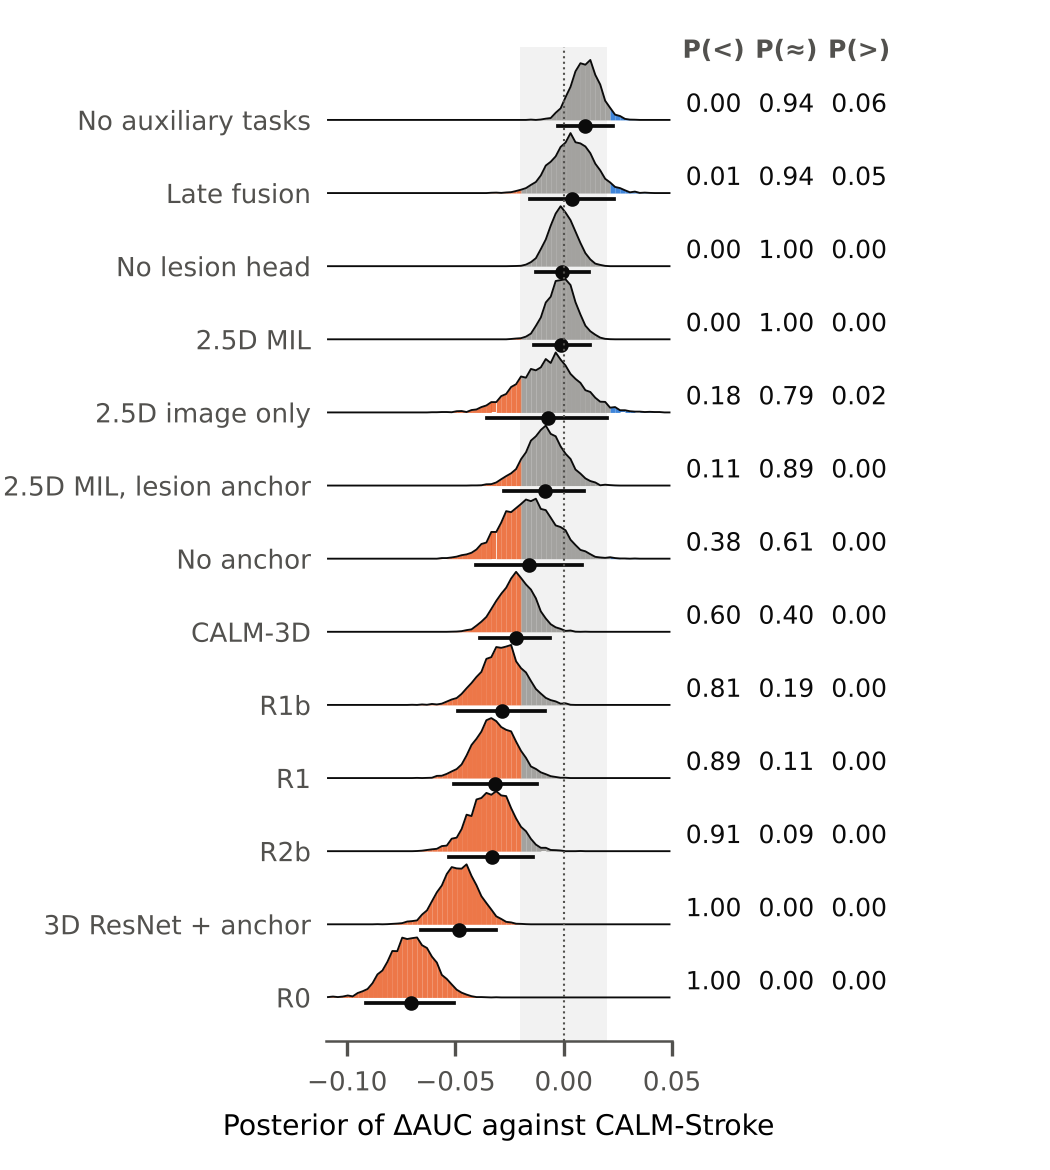 P(<) P(≈) P(>)
No auxiliary tasks 0.00 0.94 0.06
Late fusion 0.01 0.94 0.05
No lesion head 0.00 1.00 0.00
2.5D MIL 0.00 1.00 0.00
2.5D image only 0.18 0.79 0.02
2.5D MIL, lesion anchor 0.11 0.89 0.00
No anchor 0.38 0.61 0.00
CALM-3D 0.60 0.40 0.00
R1b 0.81 0.19 0.00
R1 0.89 0.11 0.00
R2b 0.91 0.09 0.00
3D ResNet + anchor 1.00 0.00 0.00
R0 1.00 0.00 0.00
−0.10 −0.05 0.00 0.05
Posterior of ΔAUC against CALM-Stroke